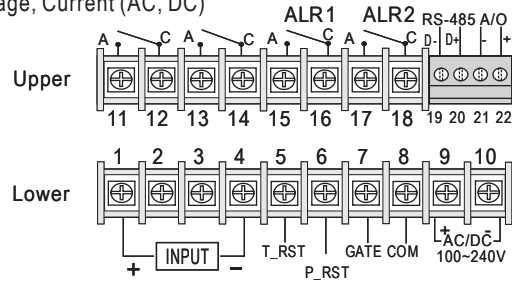 age, Current (AC, DC)
ALR1 ALR2 RS-485 A/O
A C A C A C A C D- D+ - +
Upper
11 12 13 14 15 16 17 18 19 20 21 22
1 2 3 4 5 6 7 8 9 10
Lower
+ INPUT - T_RST P_RST GATE COM + -
AC/DC
100~240V